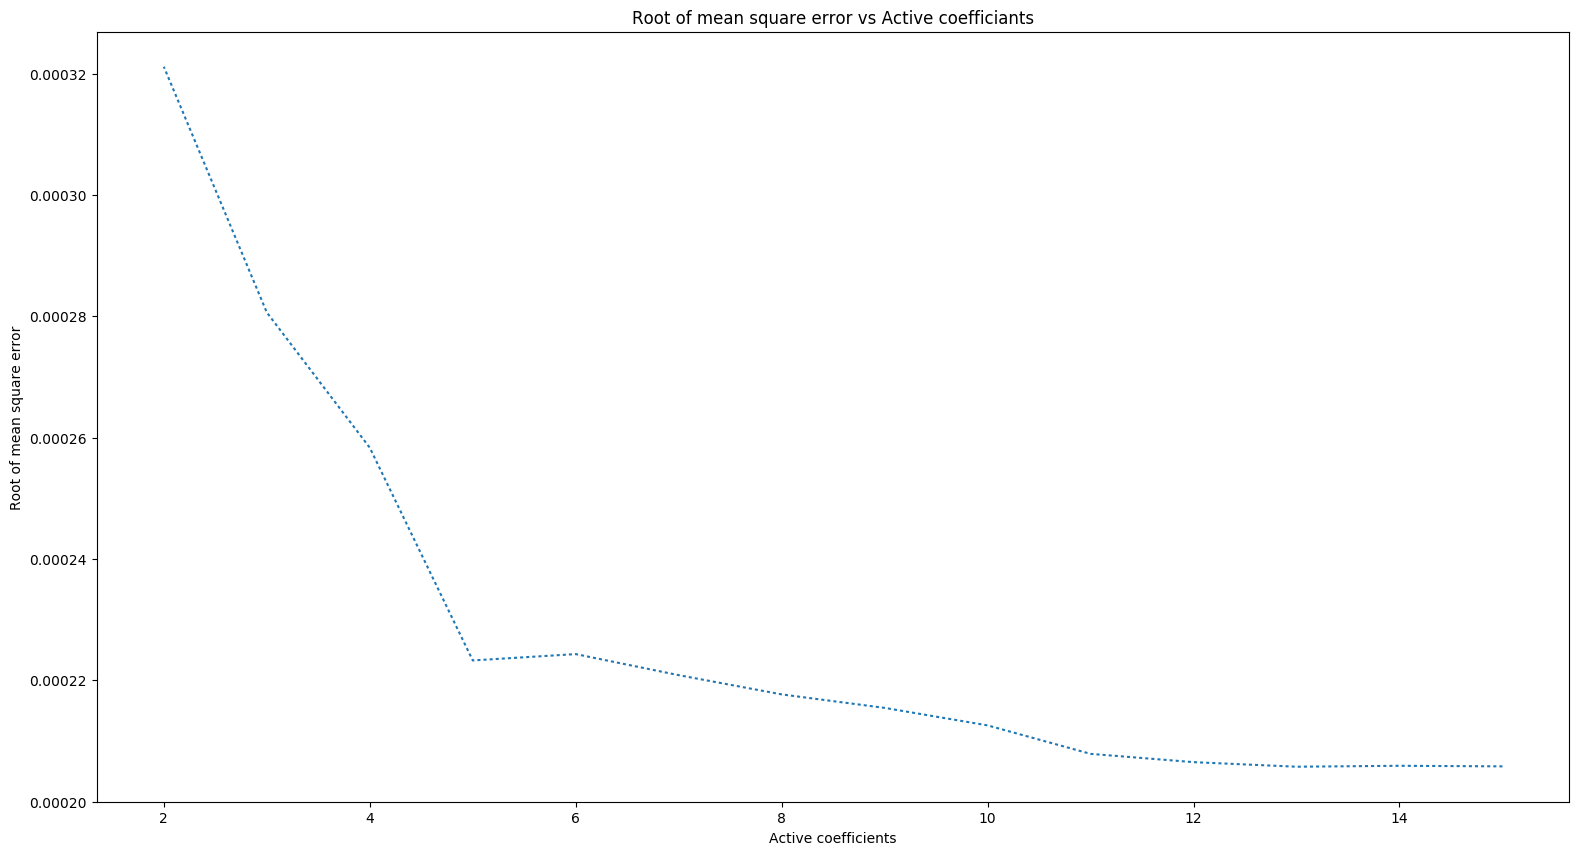 Root of mean square error vs Active coefficiants
0.00032
0.00030
0.00028
0.00026
0.00024
0.00022
0.00020
Root of mean square error
2 4 6 8 10 12 14
Active coefficients